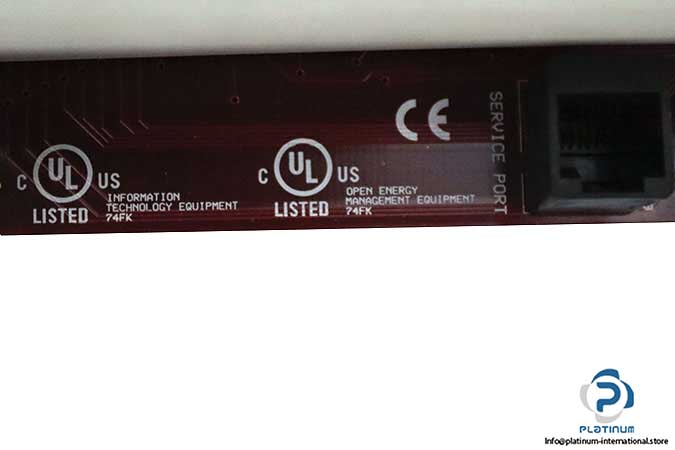 C UL US
LISTED
INFORMATION
TECHNOLOGY EQUIPMENT
74FK
C UL US
LISTED
OPEN ENERGY
MANAGEMENT EQUIPMENT
74FK
CE
SERVICE PORT
P
PLATINUM
Info@platinum-international.store